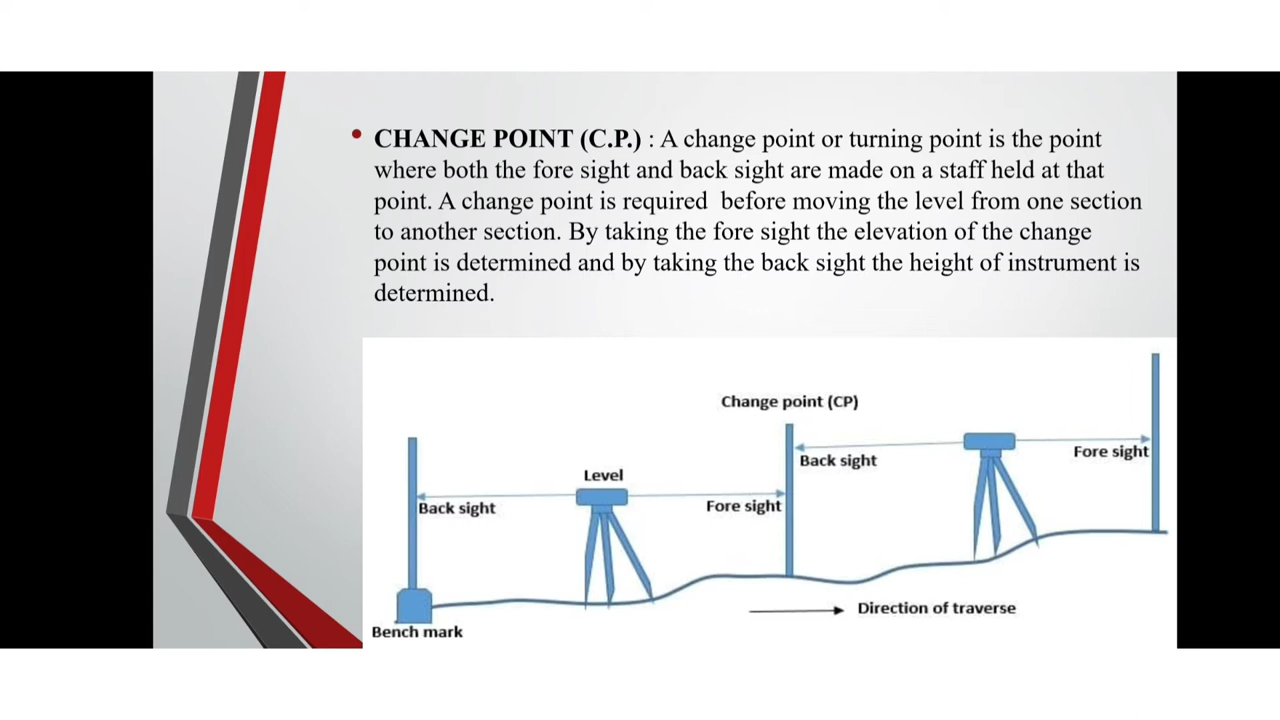 • CHANGE POINT (C.P.) : A change point or turning point is the point
where both the fore sight and back sight are made on a staff held at that
point. A change point is required  before moving the level from one section
to another section. By taking the fore sight the elevation of the change
point is determined and by taking the back sight the height of instrument is
determined.
Change point (CP)
Back sight
Fore sight
Level
Back sight
Fore sight
Direction of traverse
Bench mark